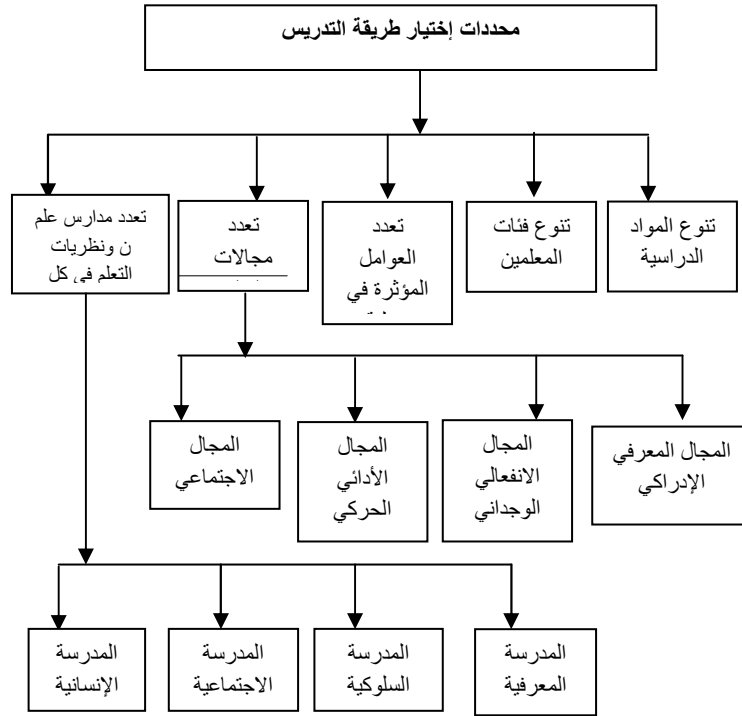 محددات إختيار طريقة التدريس
تنوع المواد
الدراسية
تنوع فئات
المعلمين
تعدد
العوامل
المؤثرة في
تعدد
مجالات
تعدد مدارس علم
ن ونظريات
التعلم في كل
المجال المعرفي
الإدراكي
المجال
الانفعالي
الوجداني
المجال
الأدائي
الحركي
المجال
الاجتماعي
المدرسة
المعرفية
المدرسة
السلوكية
المدرسة
الاجتماعية
المدرسة
الإنسانية